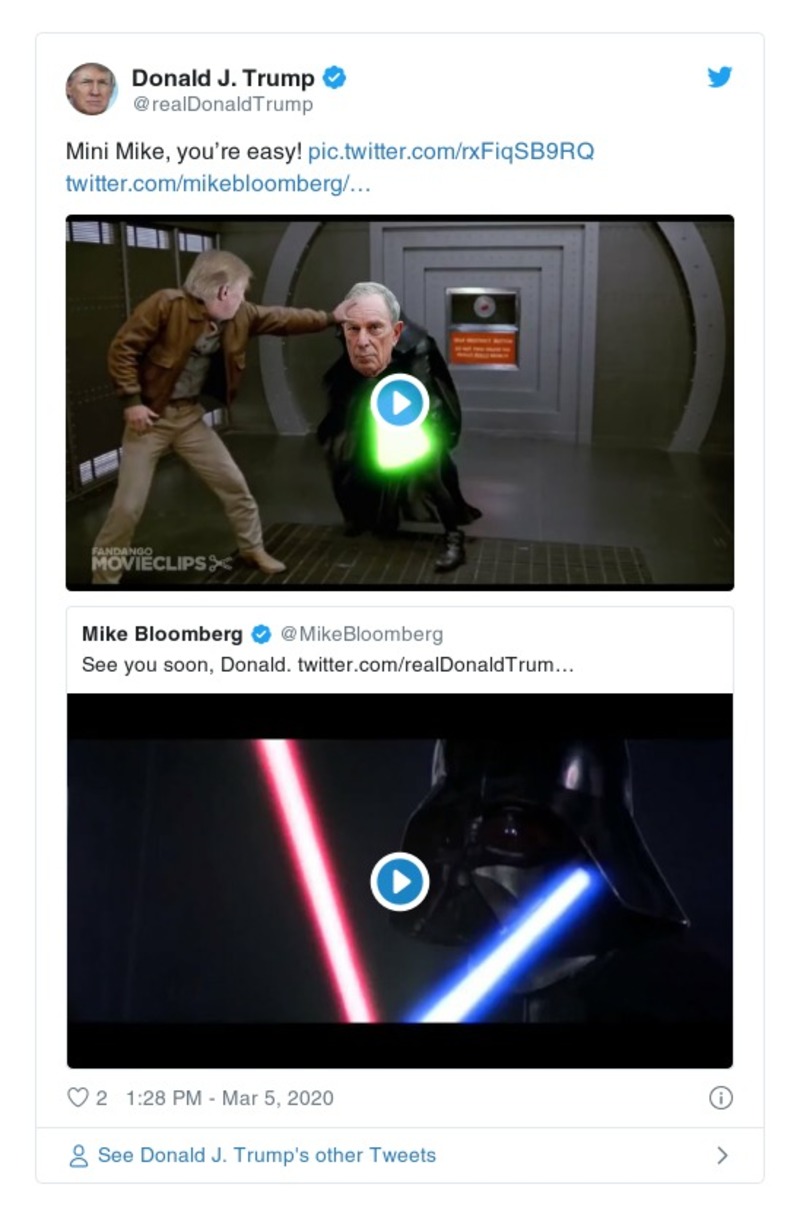 Donald J. Trump
@realDonaldTrump
Mini Mike, you're easy! pic.twitter.com/rxFiqSB9RQ
twitter.com/mikebloomberg/…
FANDANGO
MOVIECLIPS
Mike Bloomberg @MikeBloomberg
See you soon, Donald. twitter.com/realDonaldTrum…
2 1:28 PM - Mar 5, 2020
See Donald J. Trump's other Tweets